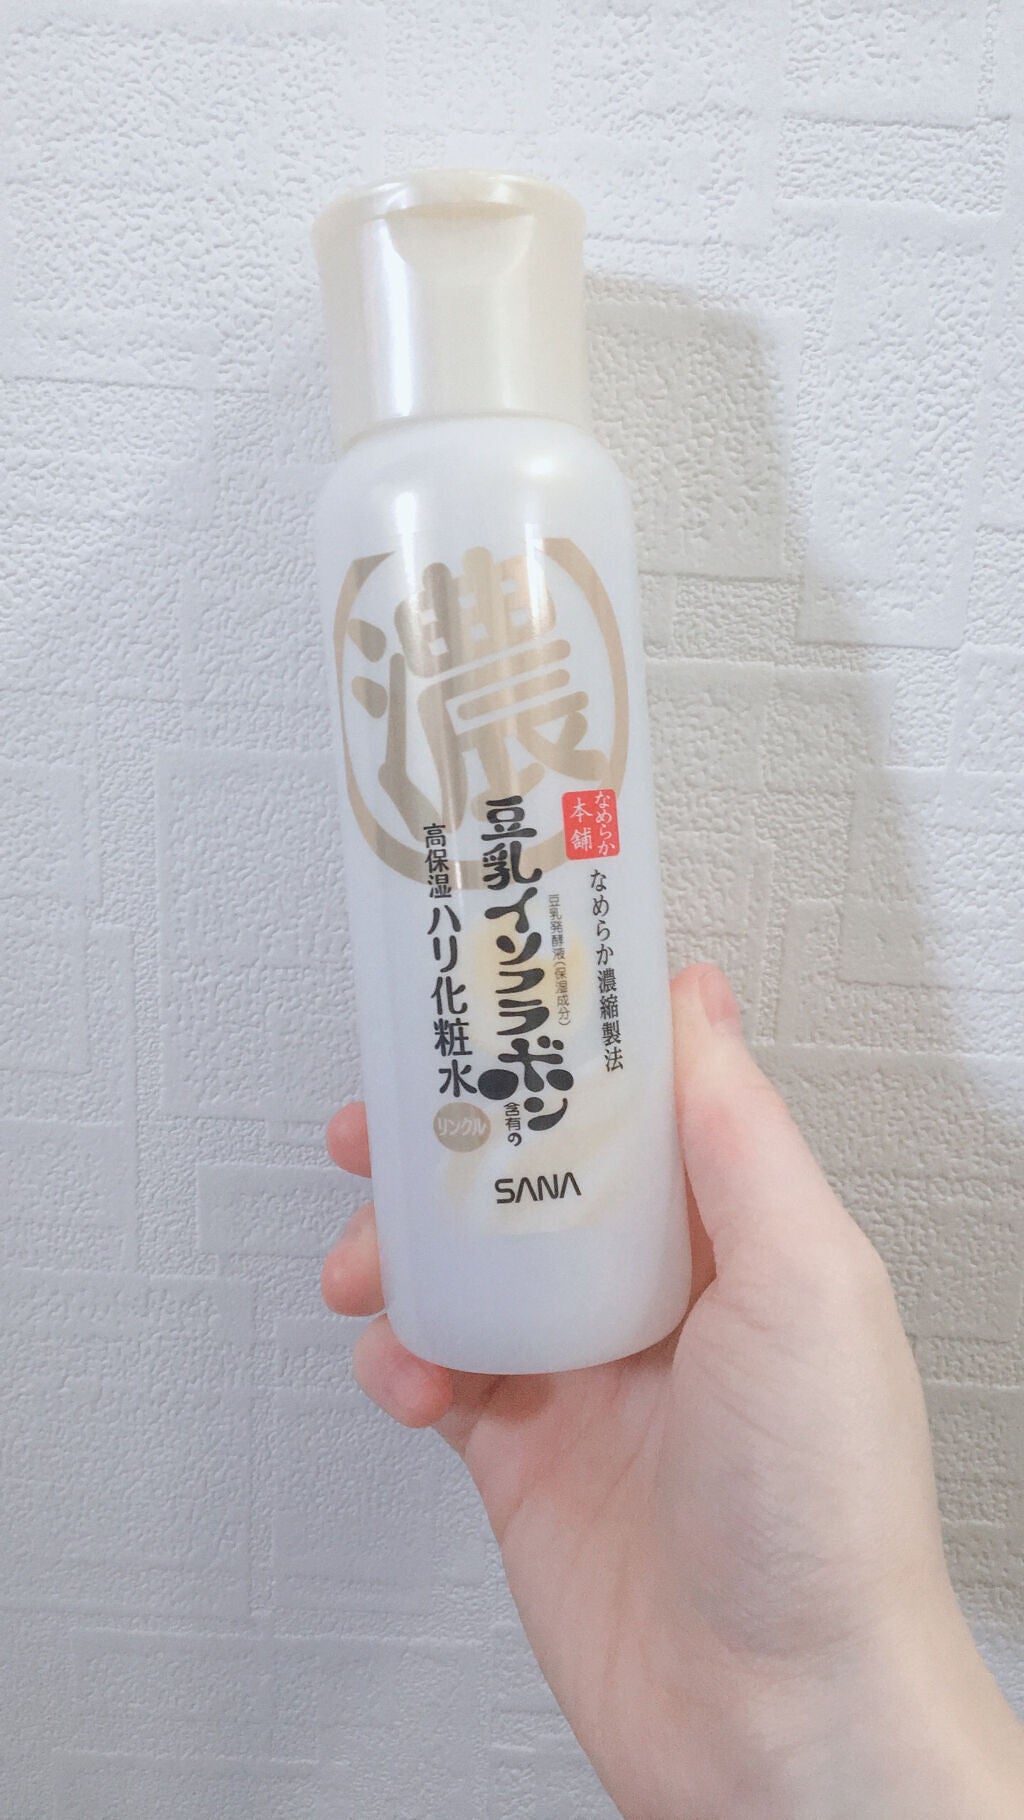 濃
なめらか
本舗
なめらか濃縮製法
豆乳発酵液(保湿成分)
豆乳イソフラボン
含有の
高保湿ハリ化粧水
リンクル
SANA